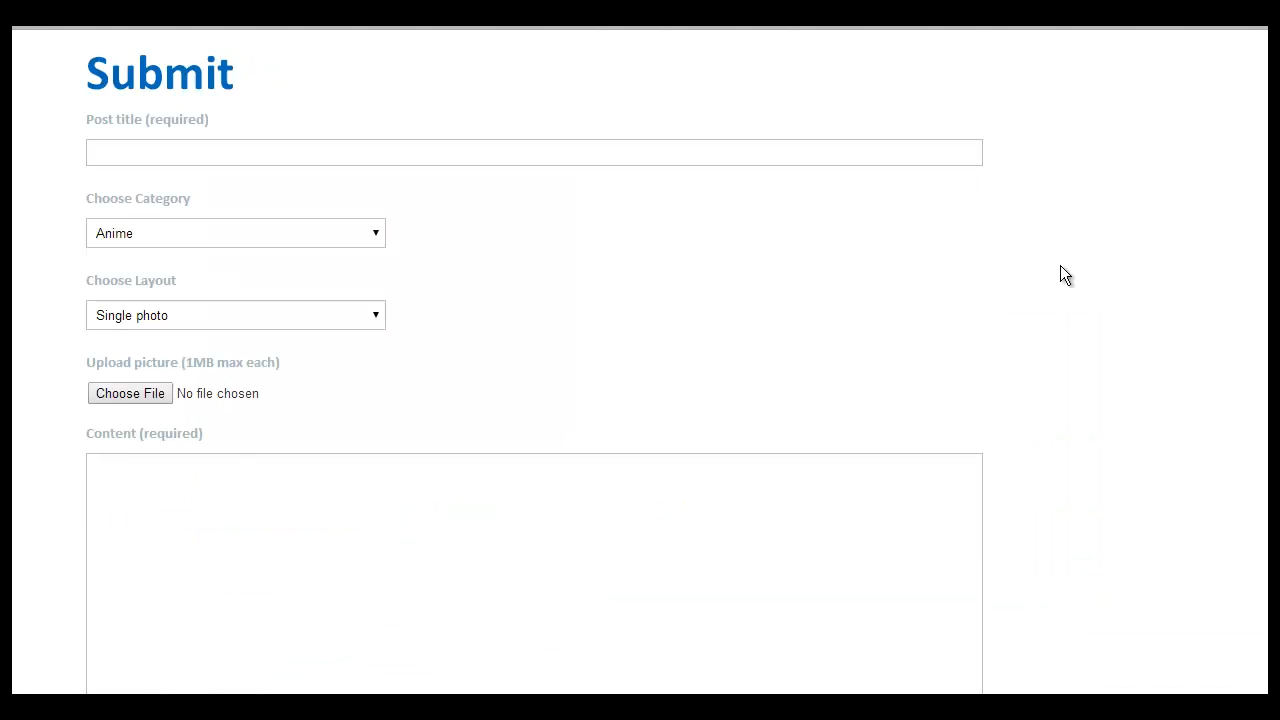 Submit
Post title (required)
Choose Category
Anime
Choose Layout
Single photo
Upload picture (1MB max each)
Choose File No file chosen
Content (required)